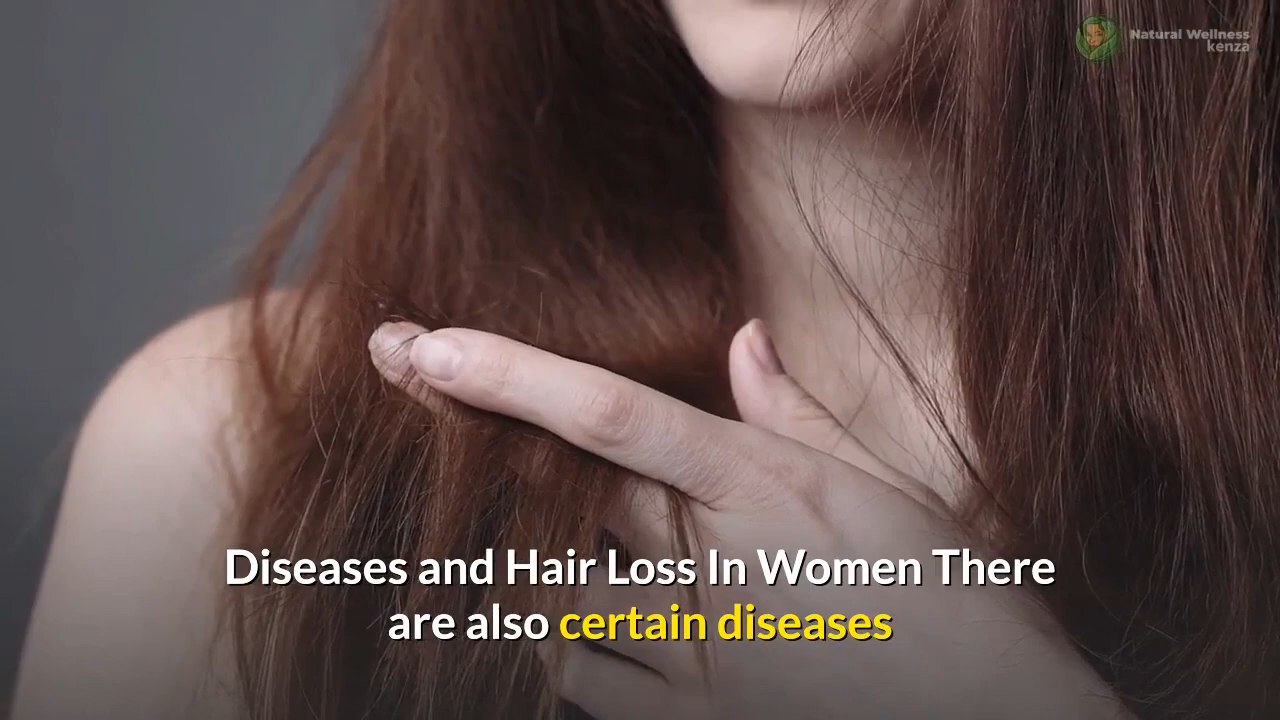 Natural Wellness
kenza
Diseases and Hair Loss In Women There
are also certain diseases